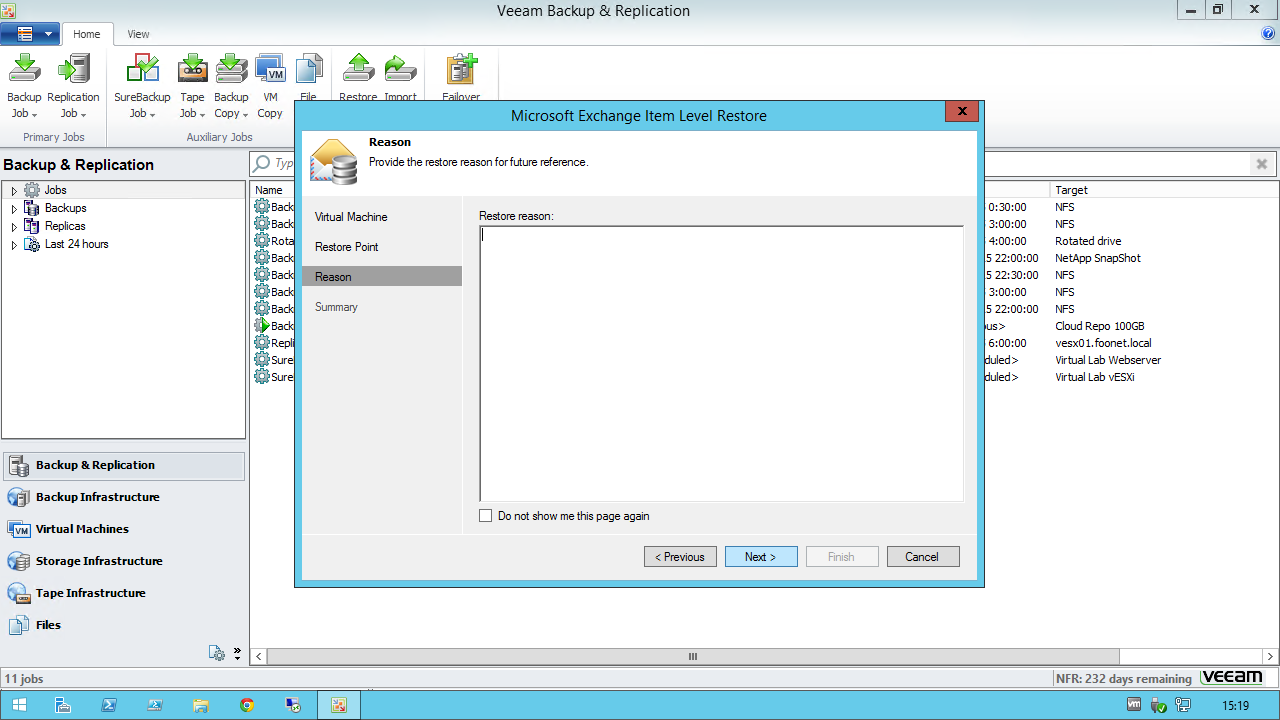 Veeam Backup & Replication
Home
View
Backup Job
Replication Job
SureBackup Job
Tape Job
Backup Copy
VM Copy
File
Restore
Import
Failover
Primary Jobs
Auxiliary Jobs
Microsoft Exchange Item Level Restore
Reason
Provide the restore reason for future reference.
Virtual Machine
Restore Point
Reason
Summary
Restore reason:
Do not show me this page again
< Previous
Next >
Finish
Cancel
Backup & Replication
Jobs
Backups
Replicas
Last 24 hours
Backup & Replication
Backup Infrastructure
Virtual Machines
Storage Infrastructure
Tape Infrastructure
Files
Typ
Name
Target
Back 0:30:00 NFS
Back 3:00:00 NFS
Rota 4:00:00 Rotated drive
Back 5 22:00:00 NetApp SnapShot
Back 5 22:30:00 NFS
Back 3:00:00 NFS
Back 5 22:00:00 NFS
Back ous> Cloud Repo 100GB
Repli 6:00:00 vesx01.foonet.local
Sure duled> Virtual Lab Webserver
Sure duled> Virtual Lab vESXi
11 jobs
NFR: 232 days remaining
veeam
15:19